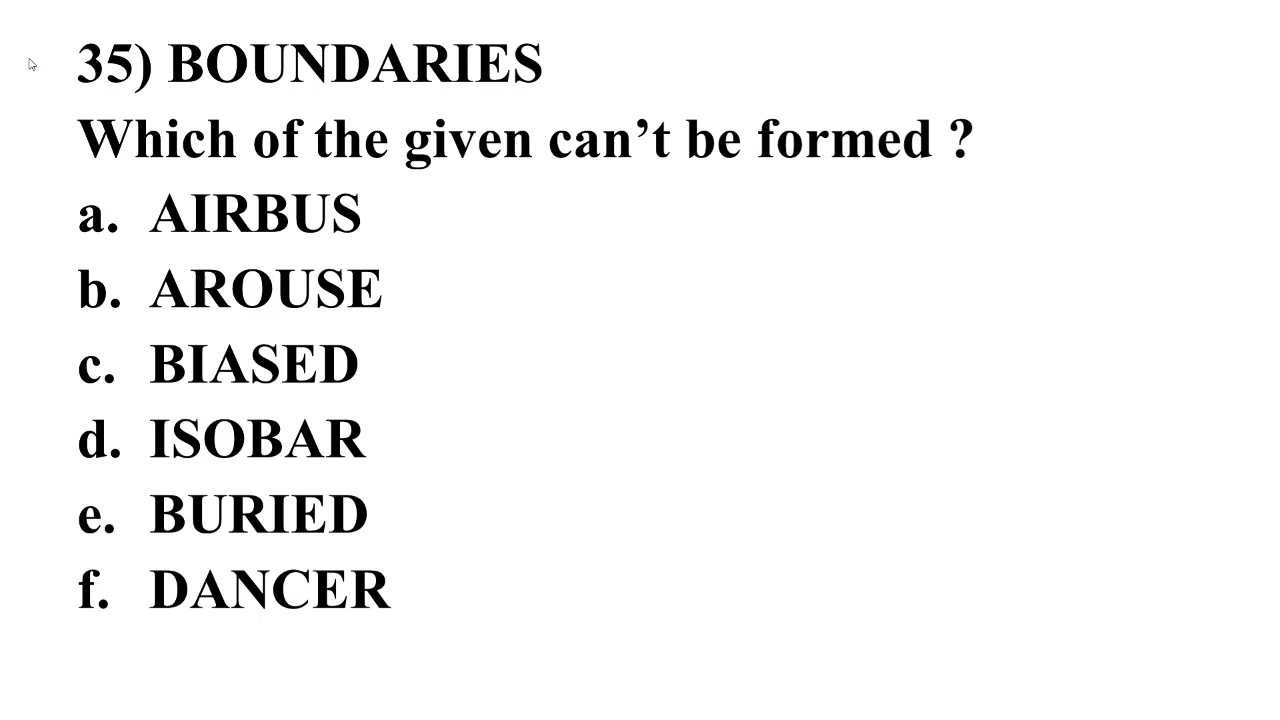 35) BOUNDARIES
Which of the given can’t be formed ?
a. AIRBUS
b. AROUSE
c. BIASED
d. ISOBAR
e. BURIED
f. DANCER